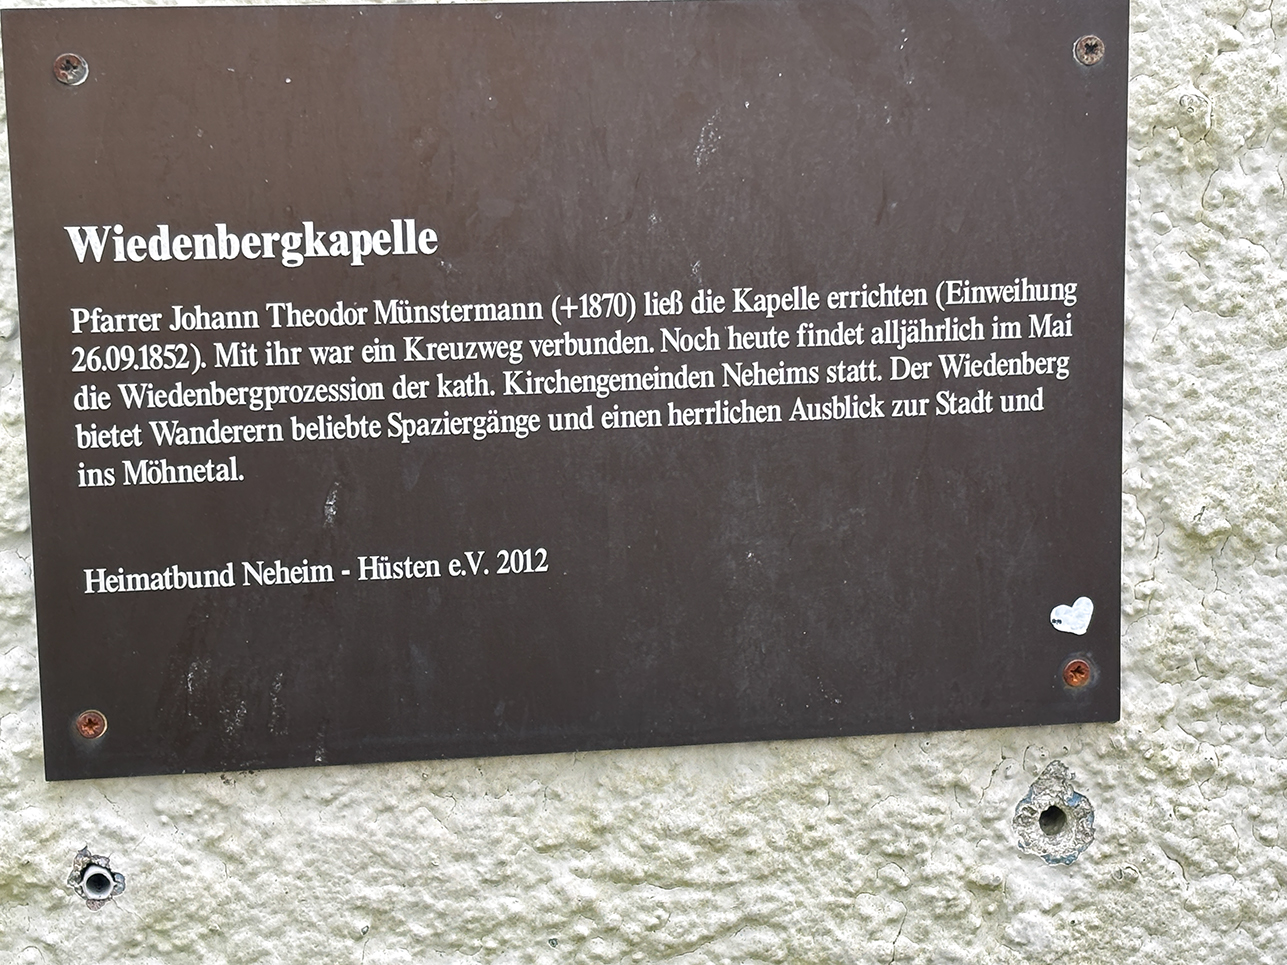 Wiedenbergkapelle
Pfarrer Johann Theodor Münstermann (+1870) ließ die Kapelle errichten (Einweihung
26.09.1852). Mit ihr war ein Kreuzweg verbunden. Noch heute findet alljährlich im Mai
die Wiedenbergprozession der kath. Kirchengemeinden Neheims statt. Der Wiedenberg
bietet Wanderern beliebte Spaziergänge und einen herrlichen Ausblick zur Stadt und
ins Möhnetal.
Heimatbund Neheim - Hüsten e.V. 2012